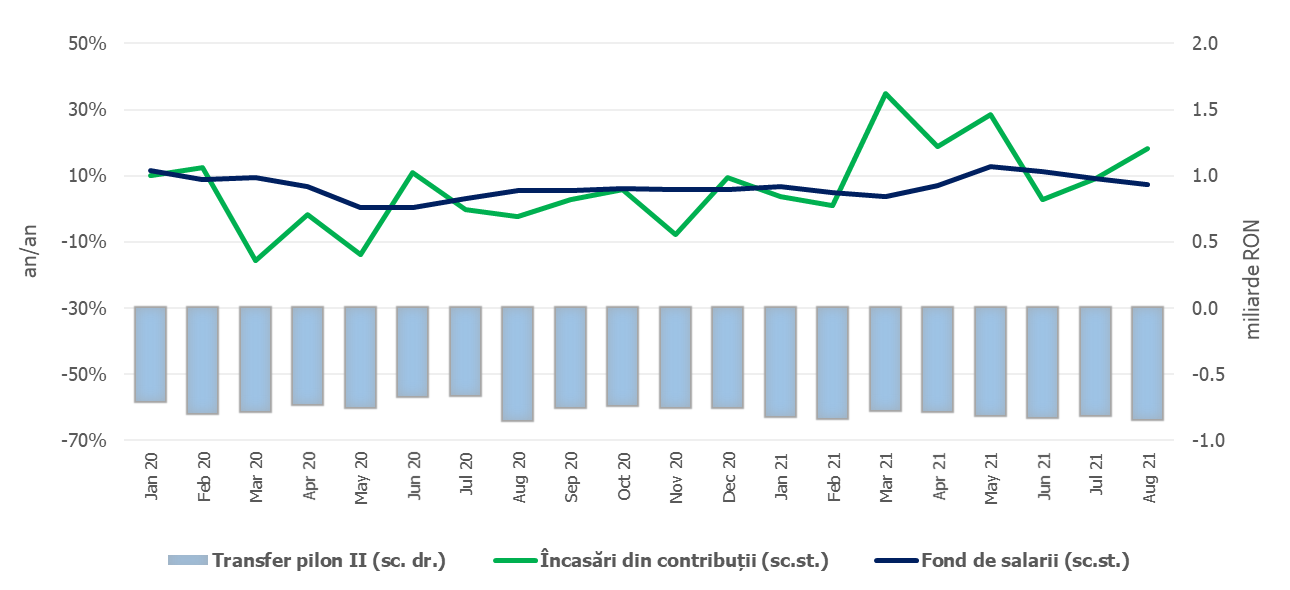 50%
30%
10%
-10%
-30%
-50%
-70%
an/an
2.0
1.5
1.0
0.5
0.0
-0.5
-1.0
miliarde RON
Jan 20
Feb 20
Mar 20
Apr 20
May 20
Jun 20
Jul 20
Aug 20
Sep 20
Oct 20
Nov 20
Dec 20
Jan 21
Feb 21
Mar 21
Apr 21
May 21
Jun 21
Jul 21
Aug 21
Transfer pilon II (sc. dr.)
Încasări din contribuții (sc.st.)
Fond de salarii (sc.st.)